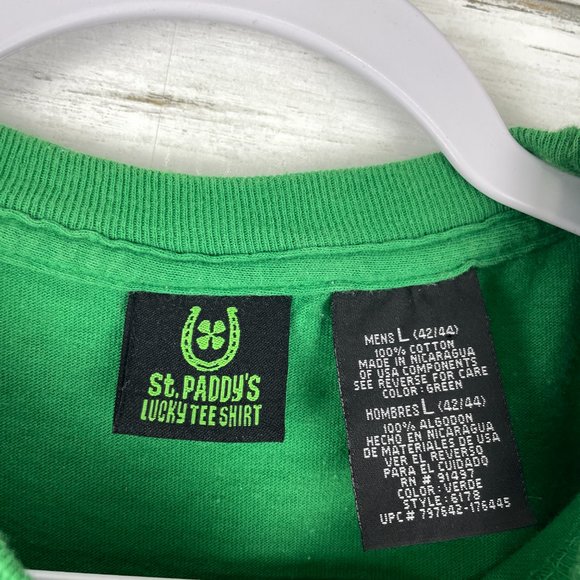 St. PADDY'S
LUCKY TEE SHIRT
MENS L (42/44)
100% COTTON
MADE IN NICARAGUA
OF USA COMPONENTS
SEE REVERSE FOR CARE
COLOR: GREEN
HOMBRES L (42/44)
100% ALGODON
HECHO EN NICARAGUA
DE MATERIALES DE USA
VER EL REVERSO
PARA EL CUIDADO
RN # 91497
COLOR: VERDE
STYLE: 6178
UPC# 797642-176445